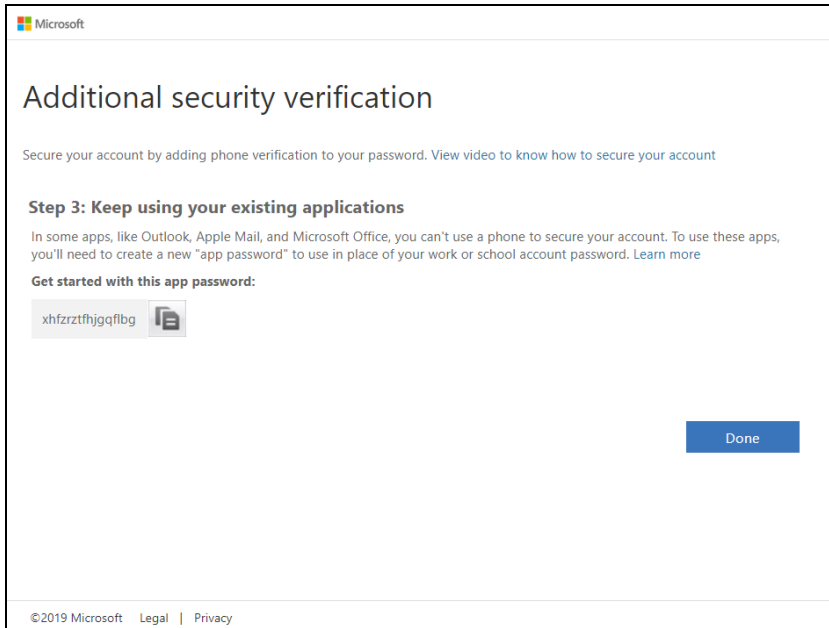 Microsoft
Additional security verification
Secure your account by adding phone verification to your password. View video to know how to secure your account
Step 3: Keep using your existing applications
In some apps, like Outlook, Apple Mail, and Microsoft Office, you can't use a phone to secure your account. To use these apps,
you'll need to create a new "app password" to use in place of your work or school account password. Learn more
Get started with this app password:
xhfzrztfhjgqflbg
Done
©2019 Microsoft Legal | Privacy